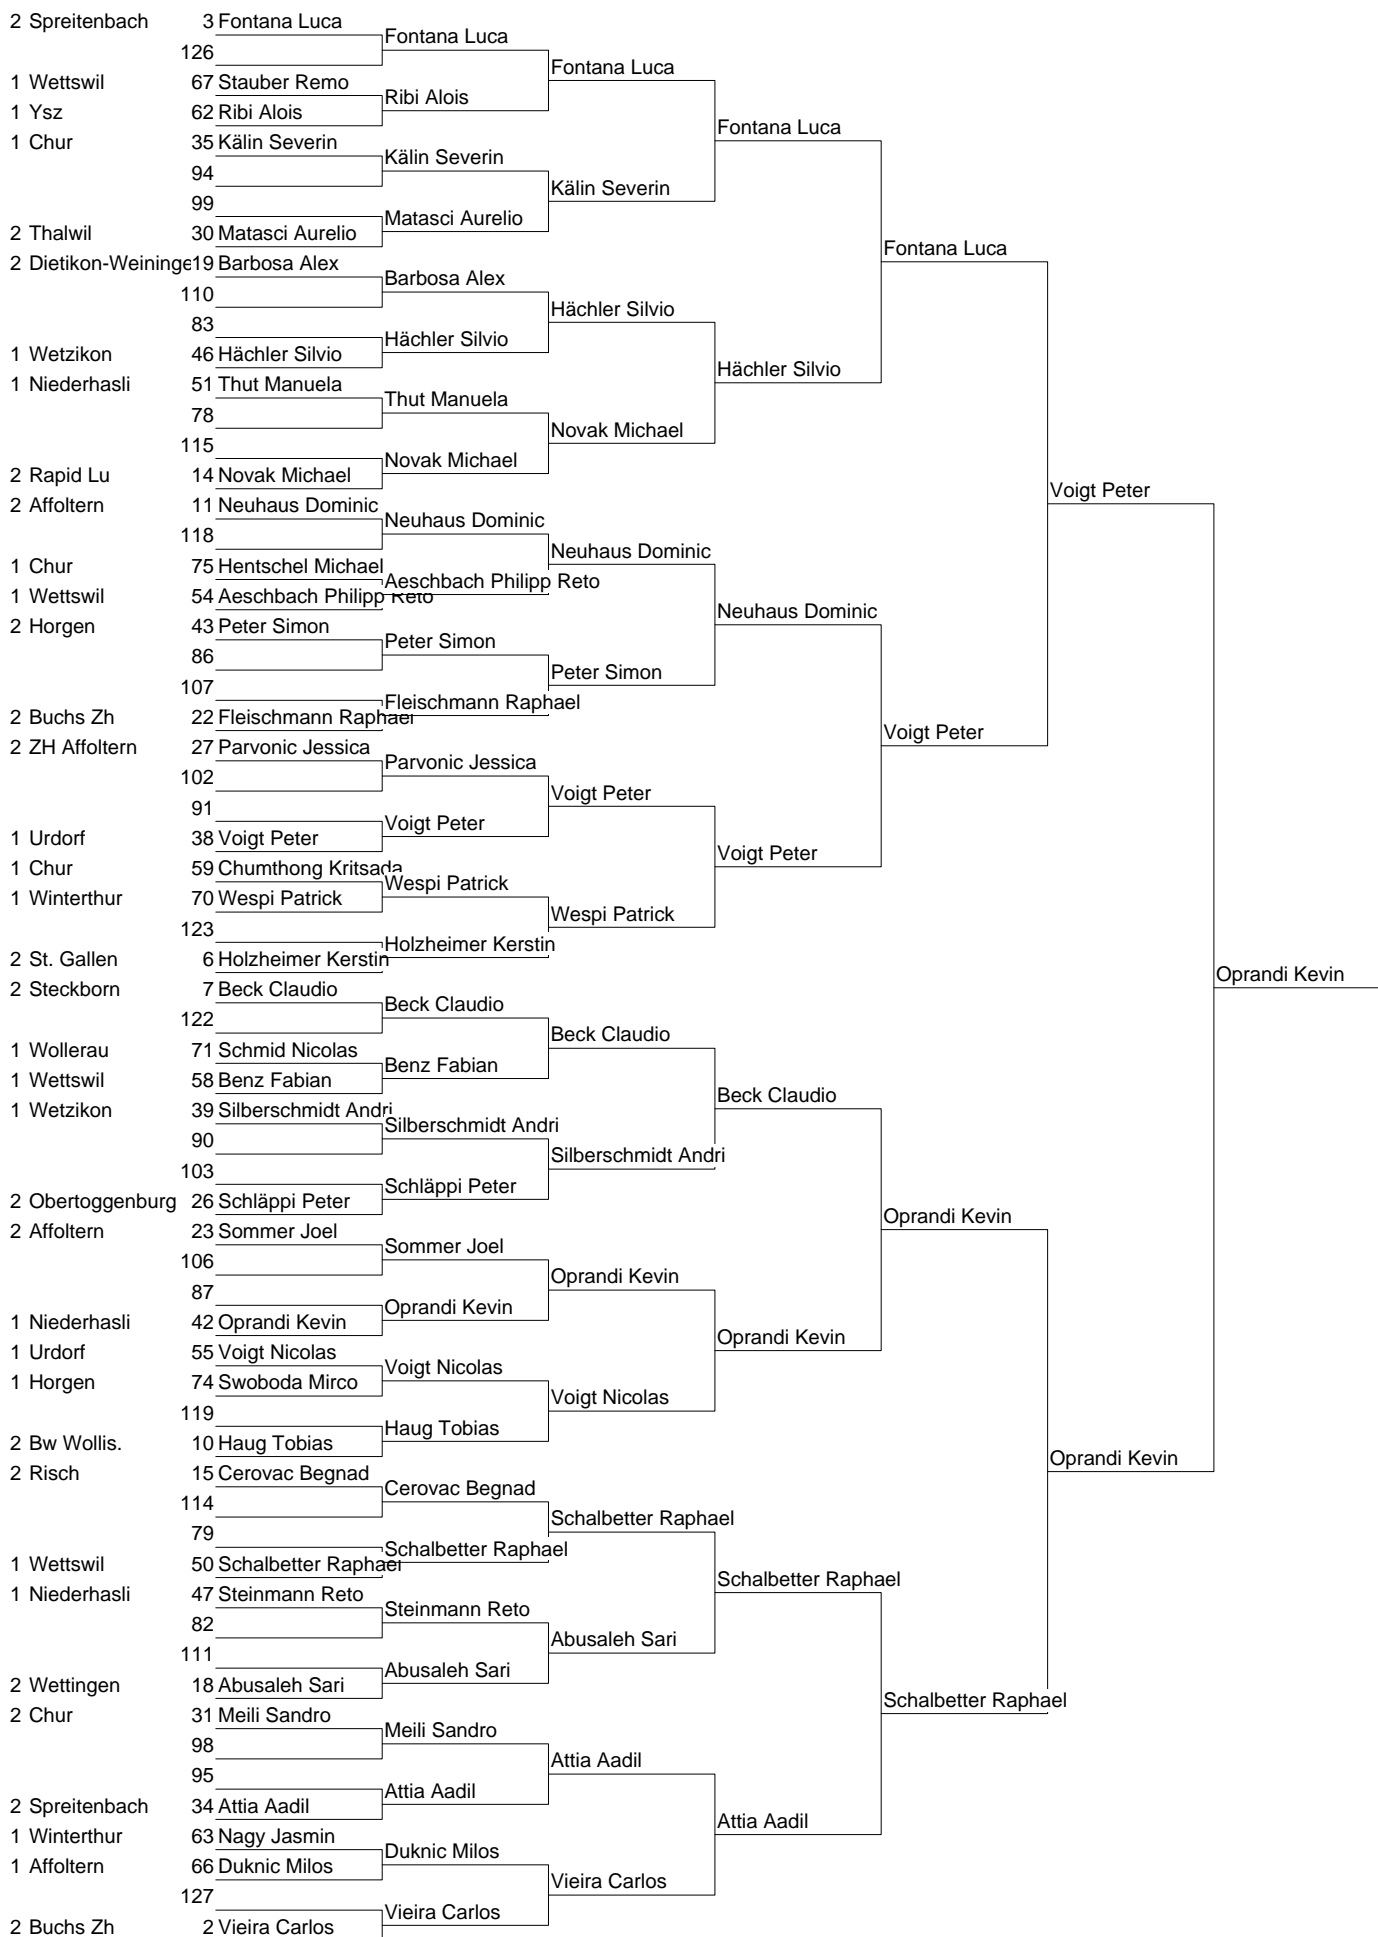 2 Spreitenbach 3 Fontana Luca
Fontana Luca
126
Fontana Luca
1 Wettswil 67 Stauber Remo
Ribi Alois
1 Ysz 62 Ribi Alois
Fontana Luca
1 Chur 35 Kälin Severin
Kälin Severin
94
Kälin Severin
99
Matasci Aurelio
2 Thalwil 30 Matasci Aurelio
Fontana Luca
2 Dietikon-Weininge 19 Barbosa Alex
Barbosa Alex
110
Hächler Silvio
83
Hächler Silvio
1 Wetzikon 46 Hächler Silvio
Hächler Silvio
1 Niederhasli 51 Thut Manuela
Thut Manuela
78
Novak Michael
115
Novak Michael
2 Rapid Lu 14 Novak Michael
Voigt Peter
2 Affoltern 11 Neuhaus Dominic
Neuhaus Dominic
118
Neuhaus Dominic
1 Chur 75 Hentschel Michael
Aeschbach Philipp Reto
1 Wettswil 54 Aeschbach Philipp Reto
Neuhaus Dominic
2 Horgen 43 Peter Simon
Peter Simon
86
Peter Simon
107
Fleischmann Raphael
2 Buchs Zh 22 Fleischmann Raphael
Voigt Peter
2 ZH Affoltern 27 Parvonic Jessica
Parvonic Jessica
102
Voigt Peter
91
Voigt Peter
1 Urdorf 38 Voigt Peter
Voigt Peter
1 Chur 59 Chumthong Kritsada
Wespi Patrick
1 Winterthur 70 Wespi Patrick
Wespi Patrick
123
Holzheimer Kerstin
2 St. Gallen 6 Holzheimer Kerstin
Oprandi Kevin
2 Steckborn 7 Beck Claudio
Beck Claudio
122
Beck Claudio
1 Wollerau 71 Schmid Nicolas
Benz Fabian
1 Wettswil 58 Benz Fabian
Beck Claudio
1 Wetzikon 39 Silberschmidt Andri
Silberschmidt Andri
90
Silberschmidt Andri
103
Schläppi Peter
2 Obertoggenburg 26 Schläppi Peter
Oprandi Kevin
2 Affoltern 23 Sommer Joel
Sommer Joel
106
Oprandi Kevin
87
Oprandi Kevin
1 Niederhasli 42 Oprandi Kevin
Oprandi Kevin
1 Urdorf 55 Voigt Nicolas
Voigt Nicolas
1 Horgen 74 Swoboda Mirco
Voigt Nicolas
119
Haug Tobias
2 Bw Wollis. 10 Haug Tobias
Oprandi Kevin
2 Risch 15 Cerovac Begnad
Cerovac Begnad
114
Schalbetter Raphael
79
Schalbetter Raphael
1 Wettswil 50 Schalbetter Raphael
Schalbetter Raphael
1 Niederhasli 47 Steinmann Reto
Steinmann Reto
82
Abusaleh Sari
111
Abusaleh Sari
2 Wettingen 18 Abusaleh Sari
Schalbetter Raphael
2 Chur 31 Meili Sandro
Meili Sandro
98
Attia Aadil
95
Attia Aadil
2 Spreitenbach 34 Attia Aadil
Attia Aadil
1 Winterthur 63 Nagy Jasmin
Duknic Milos
1 Affoltern 66 Duknic Milos
Vieira Carlos
127
Vieira Carlos
2 Buchs Zh 2 Vieira Carlos